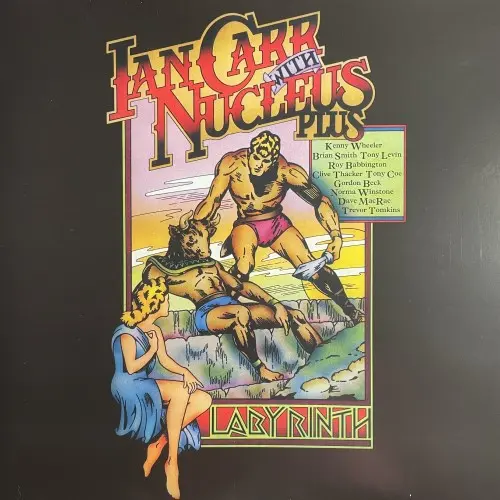 IAN CARR
WITH
NUCLEUS
PLUS
Kenny Wheeler
Brian Smith Tony Levin
Roy Babbington
Clive Thacker Tony Coe
Gordon Beck
Norma Winstone
Dave MacRae
Trevor Tomkins
LABYRINTH